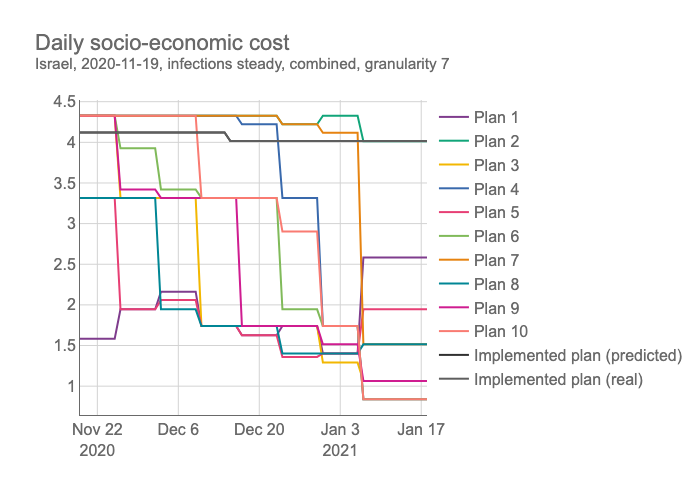 Daily socio-economic cost
Israel, 2020-11-19, infections steady, combined, granularity 7
4.5
4
3.5
3
2.5
2
1.5
1
Nov 22
2020
Dec 6
Dec 20
Jan 3
2021
Jan 17
Plan 1
Plan 2
Plan 3
Plan 4
Plan 5
Plan 6
Plan 7
Plan 8
Plan 9
Plan 10
Implemented plan (predicted)
Implemented plan (real)